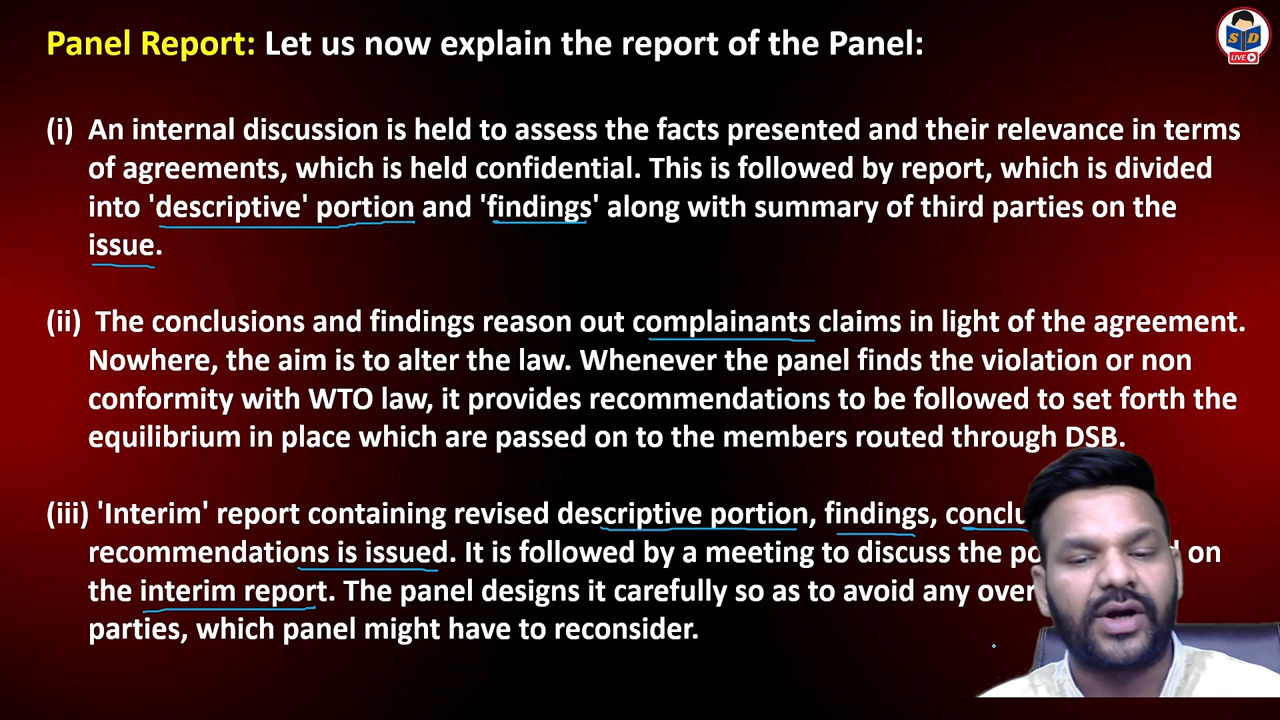 Panel Report: Let us now explain the report of the Panel:
S D
LIVE
(i) An internal discussion is held to assess the facts presented and their relevance in terms
of agreements, which is held confidential. This is followed by report, which is divided
into 'descriptive' portion and 'findings' along with summary of third parties on the
issue.
(ii) The conclusions and findings reason out complainants claims in light of the agreement.
Nowhere, the aim is to alter the law. Whenever the panel finds the violation or non
conformity with WTO law, it provides recommendations to be followed to set forth the
equilibrium in place which are passed on to the members routed through DSB.
(iii) 'Interim' report containing revised descriptive portion, findings,
recommendations is issued. It is followed by a meeting to discuss the on
the interim report. The panel designs it carefully so as to avoid any
parties, which panel might have to reconsider.